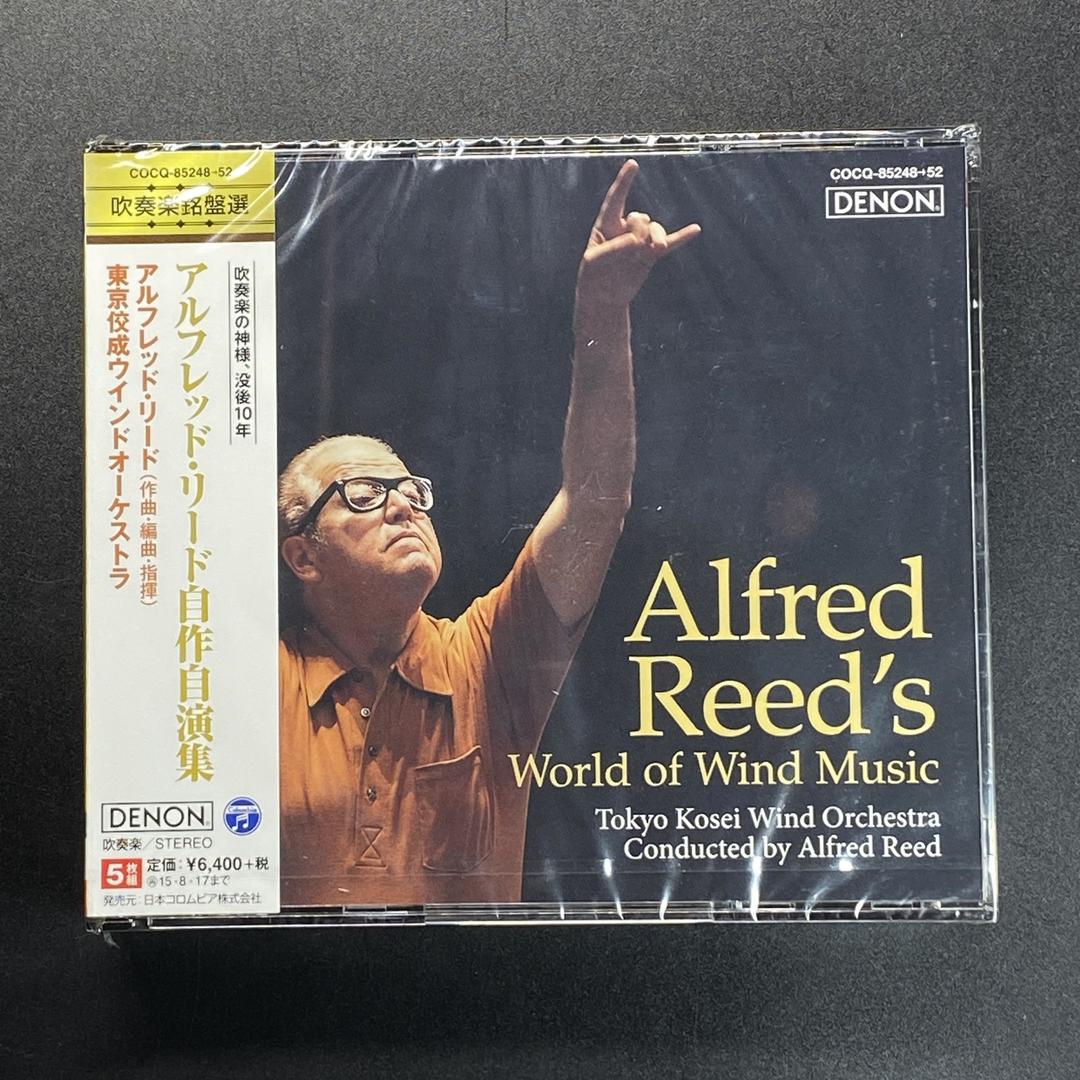 COCQ-85248→52
吹奏楽銘盤選
吹奏楽の神様、没後10年
アルフレッド・リード自作自演集
アルフレッド・リード(作曲・編曲・指揮)
東京佼成ウインドオーケストラ
DENON
Columbia
吹奏楽/STEREO
5枚組 定価:¥6,400+税
Ⓐ15・8・17まで
発売元:日本コロムビア株式会社
COCQ-85248→52
DENON
Alfred
Reed's
World of Wind Music
Tokyo Kosei Wind Orchestra
Conducted by Alfred Reed